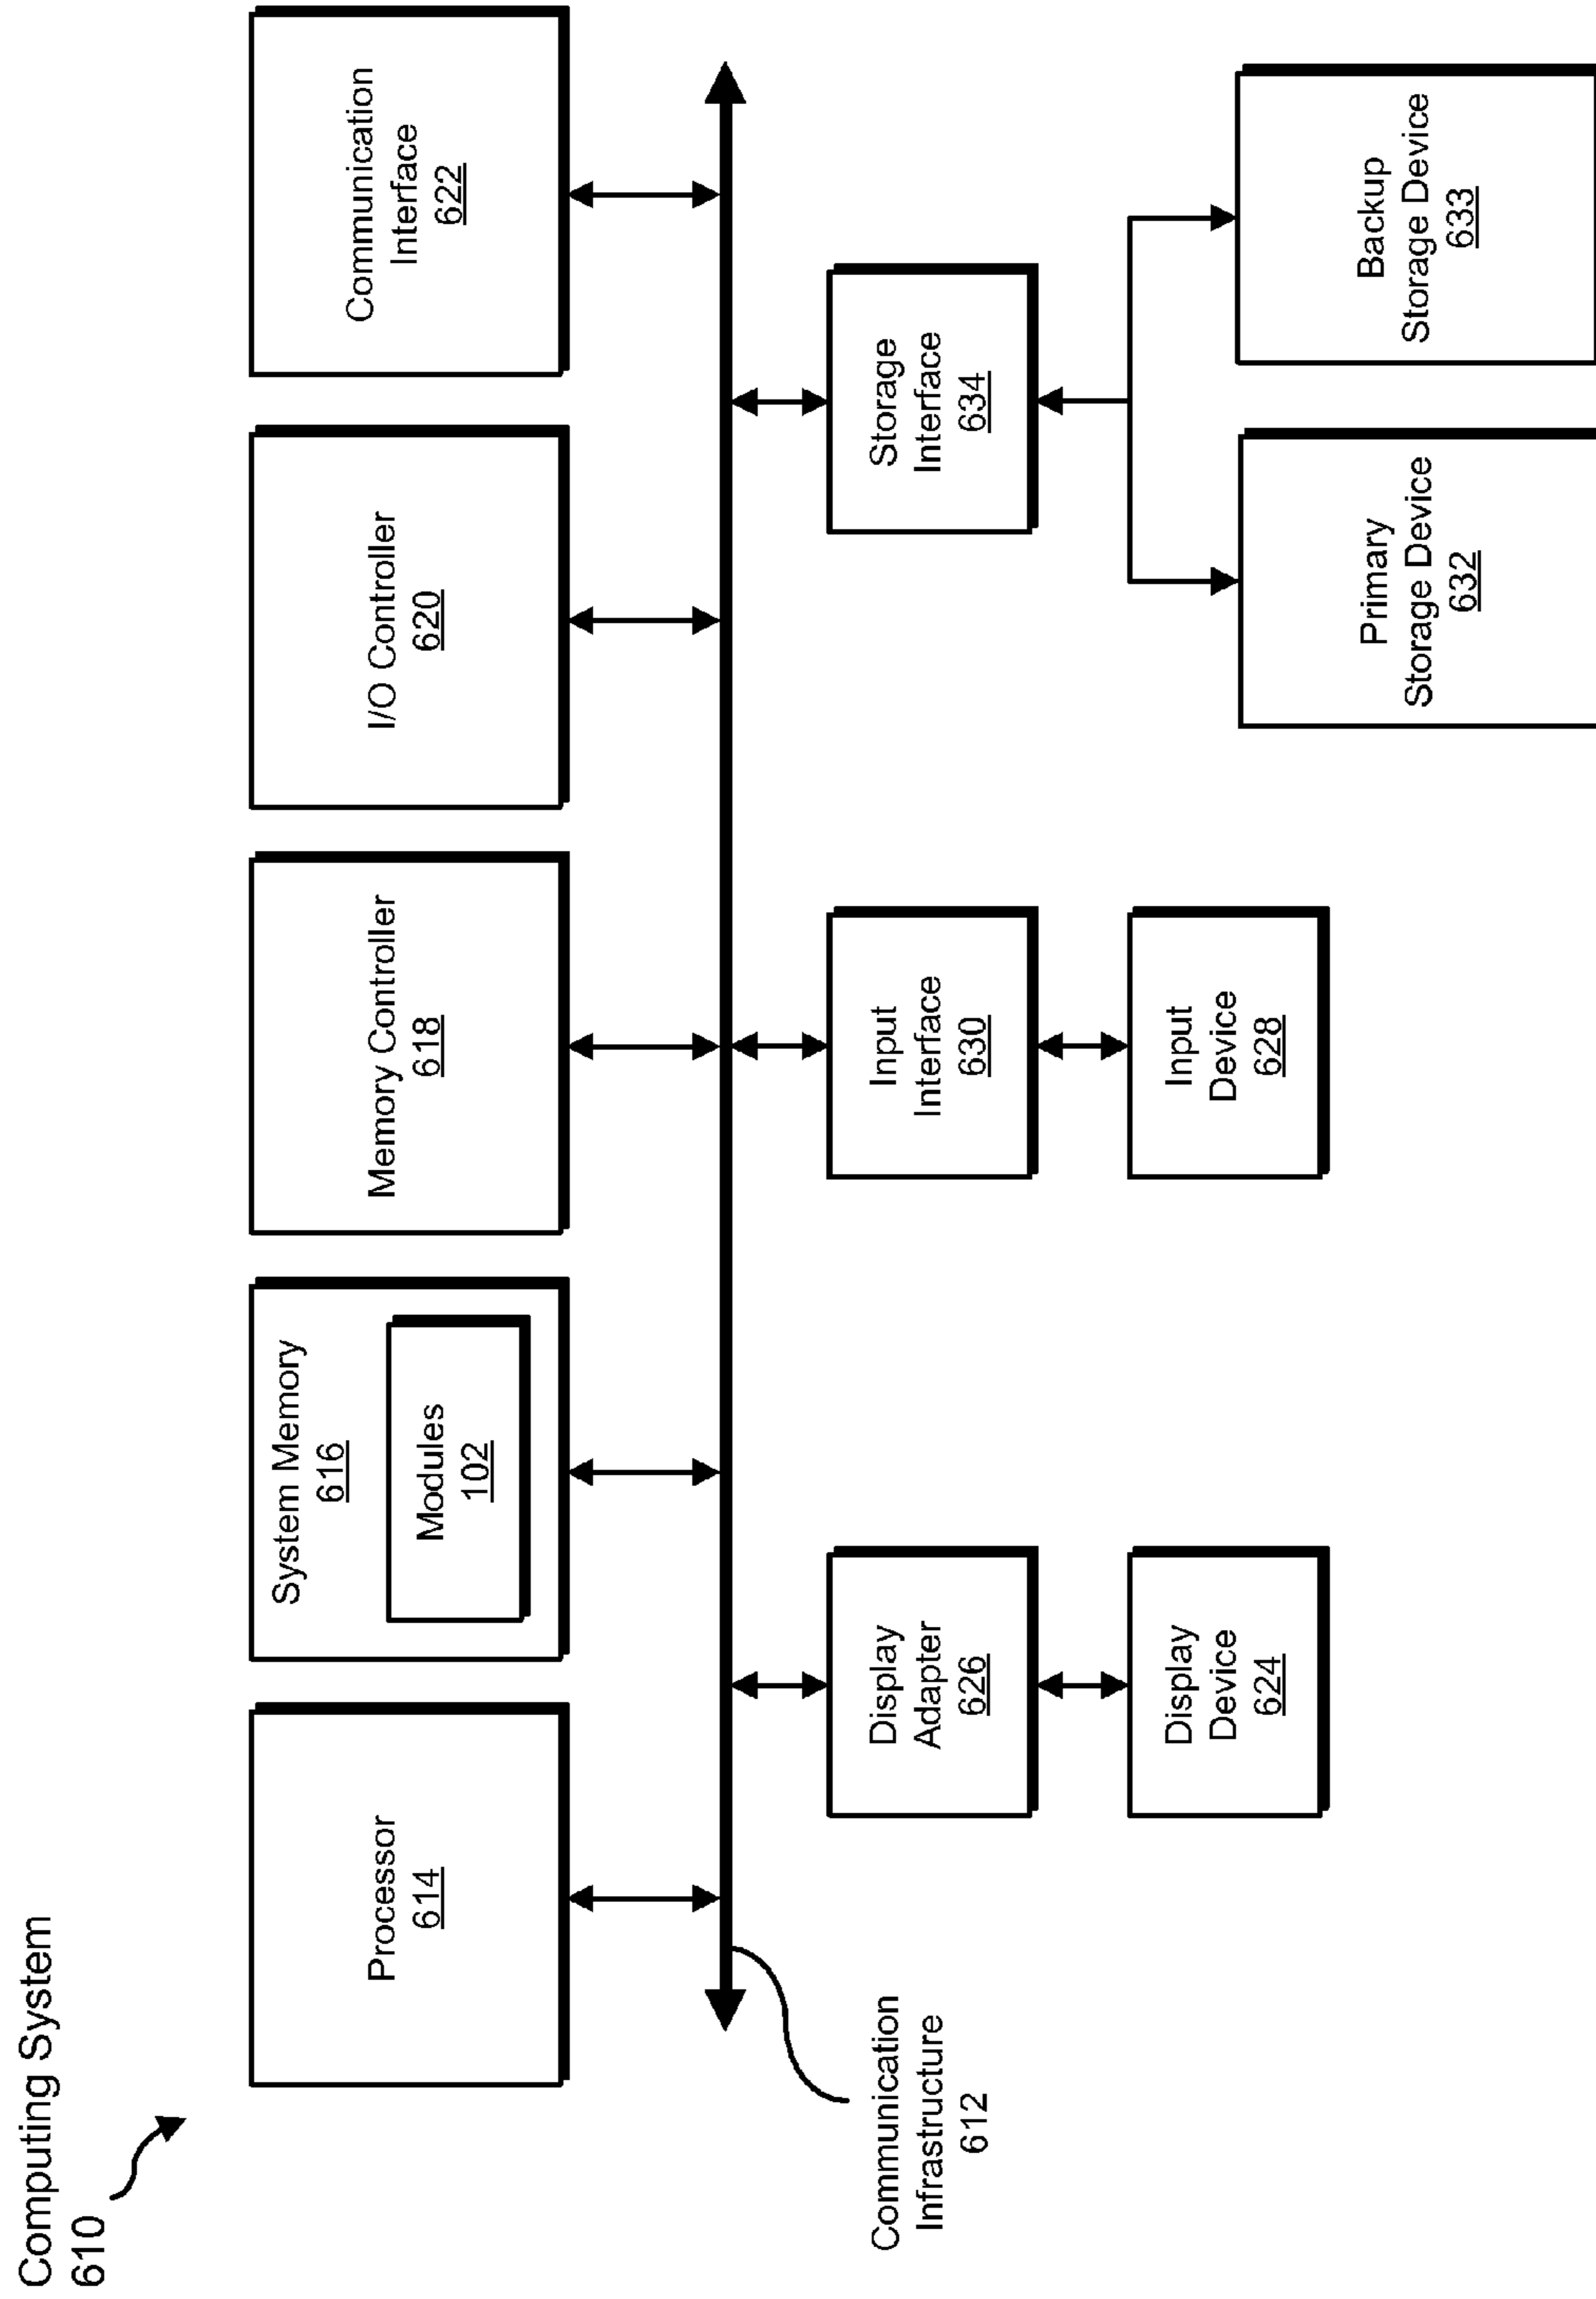 Computing System
610
Processor
614
System Memory
616
Modules
102
Memory Controller
618
I/O Controller
620
Communication
Interface
622
Communication
Infrastructure
612
Display
Adapter
626
Input
Interface
630
Storage
Interface
634
Display
Device
624
Input
Device
628
Primary
Storage Device
632
Backup
Storage Device
633